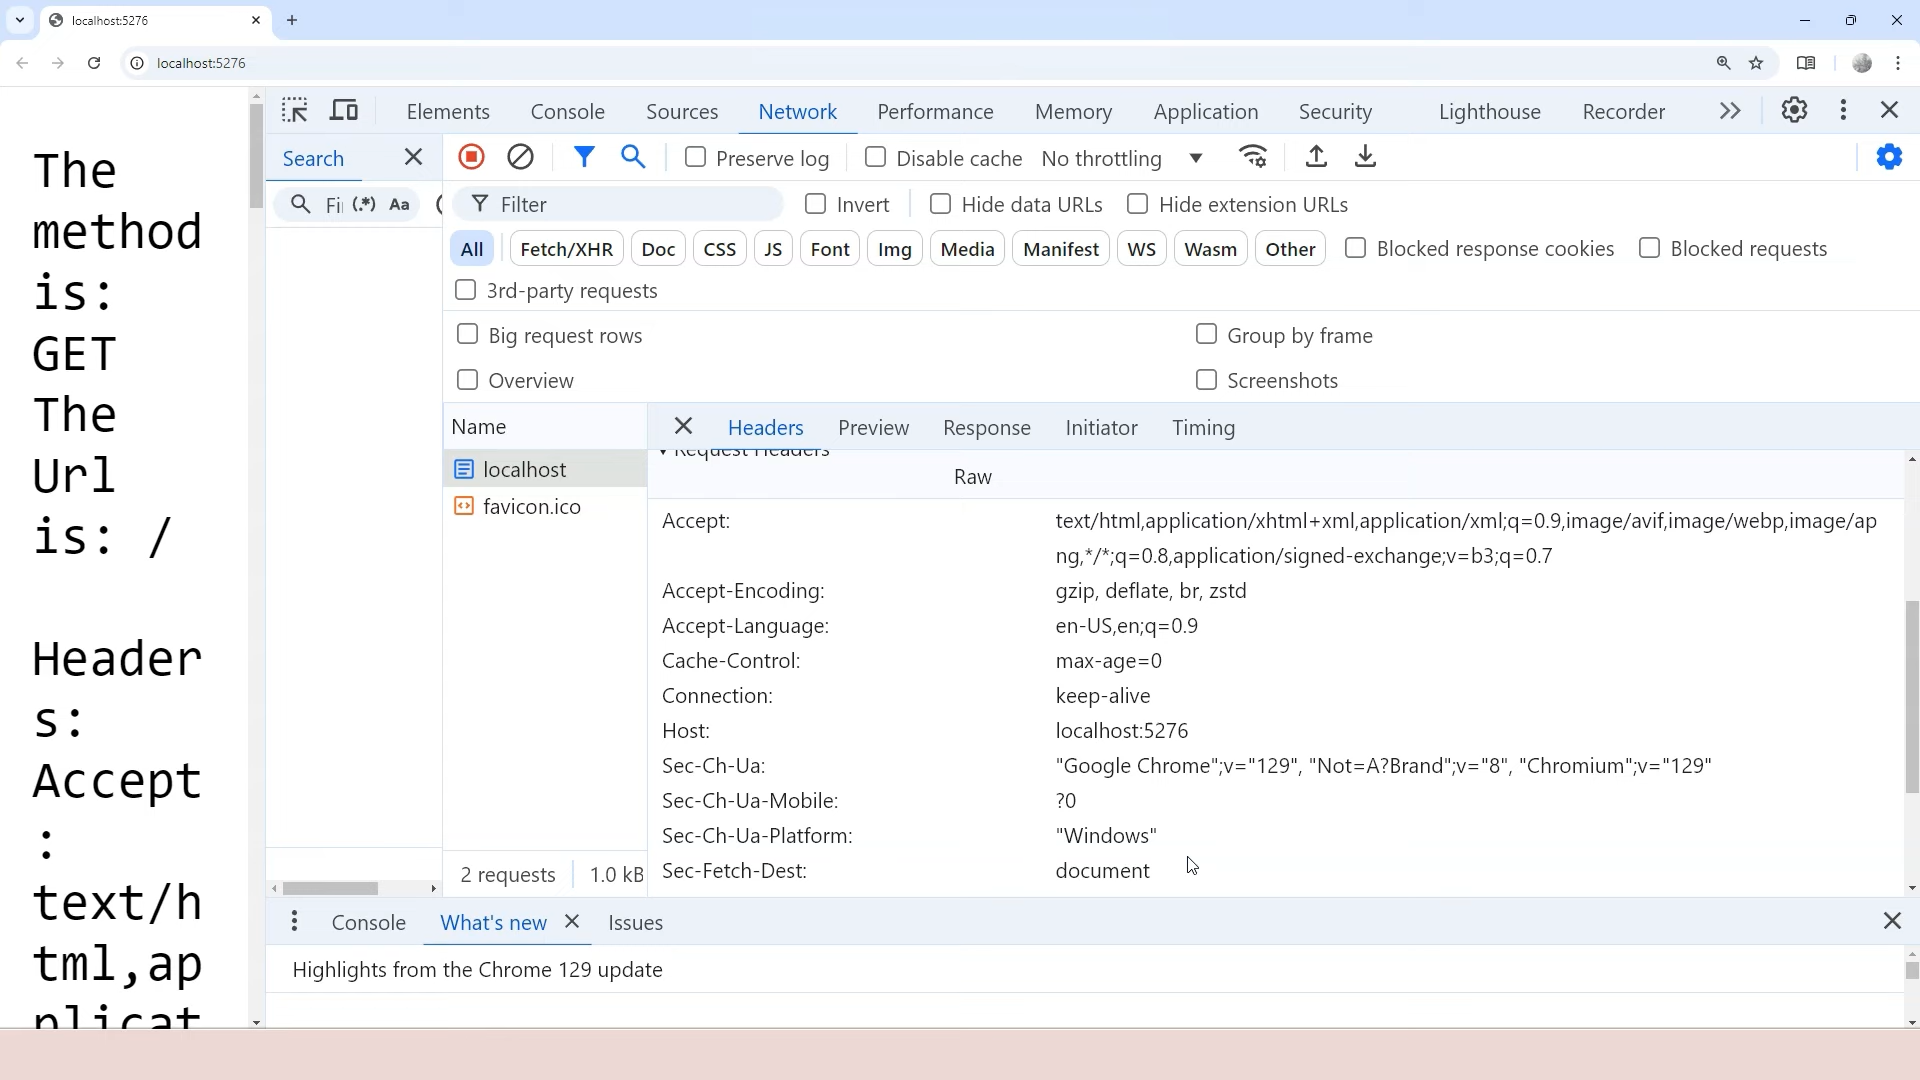 localhost:5276
localhost:5276
The
method
is:
GET
The
Url
is: /
Header
s:
Accept
:
text/h
tml,ap
plicat
Elements Console Sources Network Performance Memory Application Security Lighthouse Recorder
Search
Fi (.*) Aa
Preserve log Disable cache No throttling
Filter Invert Hide data URLs Hide extension URLs
All Fetch/XHR Doc CSS JS Font Img Media Manifest WS Wasm Other Blocked response cookies Blocked requests
3rd-party requests
Big request rows Group by frame
Overview Screenshots
Name Headers Preview Response Initiator Timing
localhost
favicon.ico
2 requests 1.0 kB
Request Headers
Raw
Accept: text/html,application/xhtml+xml,application/xml;q=0.9,image/avif,image/webp,image/ap
ng,*/*;q=0.8,application/signed-exchange;v=b3;q=0.7
Accept-Encoding: gzip, deflate, br, zstd
Accept-Language: en-US,en;q=0.9
Cache-Control: max-age=0
Connection: keep-alive
Host: localhost:5276
Sec-Ch-Ua: "Google Chrome";v="129", "Not=A?Brand";v="8", "Chromium";v="129"
Sec-Ch-Ua-Mobile: ?0
Sec-Ch-Ua-Platform: "Windows"
Sec-Fetch-Dest: document
Console What's new Issues
Highlights from the Chrome 129 update